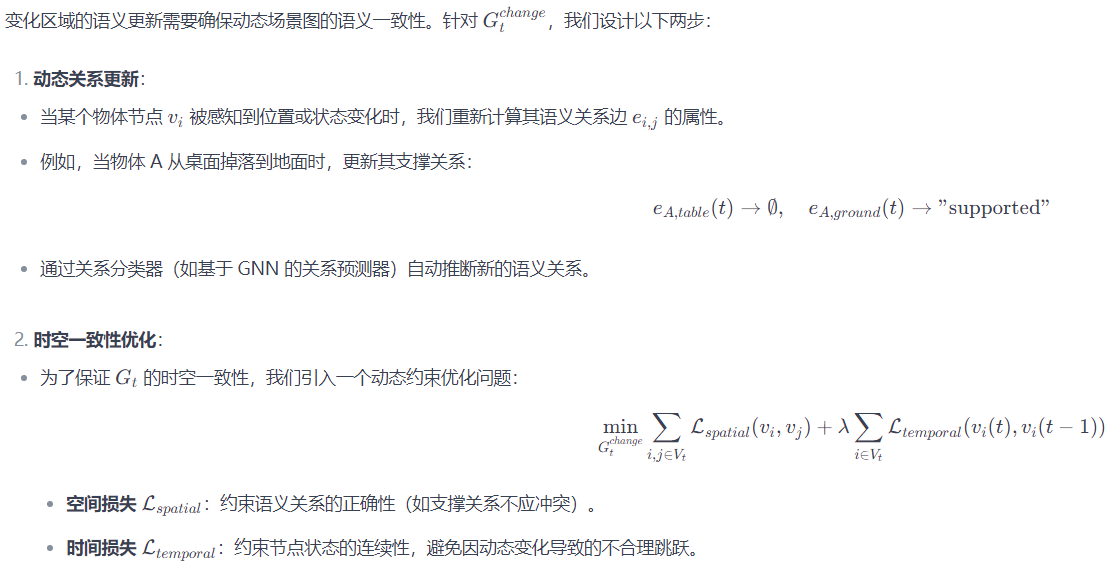 变化区域的语义更新需要确保动态场景图的语义一致性。针对 $G_t^{change}$，我们设计以下两步：
1. 动态关系更新：
• 当某个物体节点 $v_i$ 被感知到位置或状态变化时，我们重新计算其语义关系边 $e_{i,j}$ 的属性。
• 例如，当物体 A 从桌面掉落到地面时，更新其支撑关系：
$e_{A,table}(t) \rightarrow \emptyset, \quad e_{A,ground}(t) \rightarrow \text{"supported"}$
• 通过关系分类器（如基于 GNN 的关系预测器）自动推断新的语义关系。
2. 时空一致性优化：
• 为了保证 $G_t$ 的时空一致性，我们引入一个动态约束优化问题：
$\min_{G_t^{change}} \sum_{i,j \in V_t} \mathcal{L}_{spatial}(v_i, v_j) + \lambda \sum_{i \in V_t} \mathcal{L}_{temporal}(v_i(t), v_i(t-1))$
• 空间损失 $\mathcal{L}_{spatial}$：约束语义关系的正确性（如支撑关系不应冲突）。
• 时间损失 $\mathcal{L}_{temporal}$：约束节点状态的连续性，避免因动态变化导致的不合理跳跃。